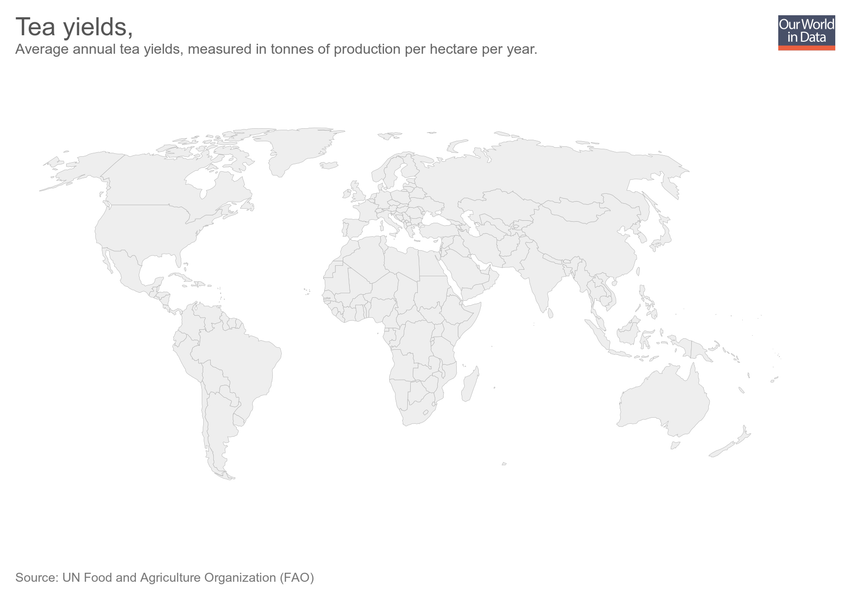 Tea yields,
Average annual tea yields, measured in tonnes of production per hectare per year.
Our World
in Data
Source: UN Food and Agriculture Organization (FAO)